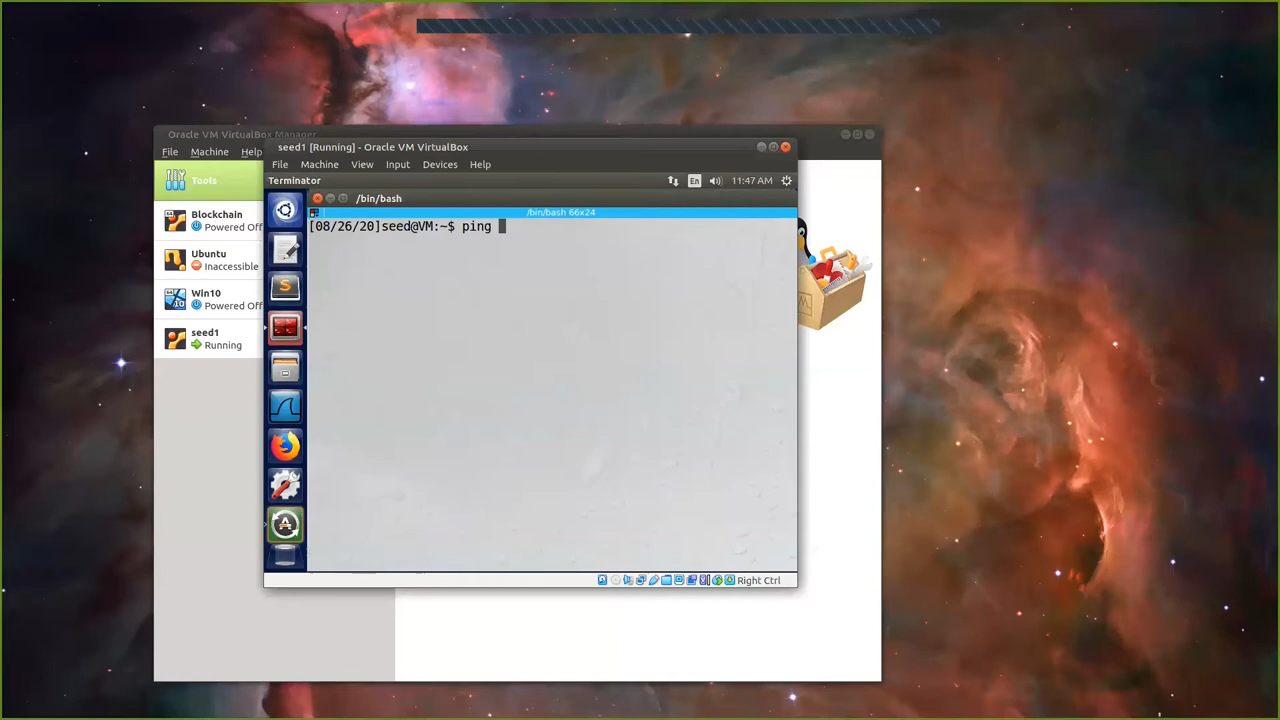 Oracle VM VirtualBox Manager
File Machine Help
Tools
Blockchain
Powered Off
Ubuntu
Inaccessible
Win10
Powered Off
seed1
Running
seed1 [Running] - Oracle VM VirtualBox
File Machine View Input Devices Help
Terminator
En
11:47 AM
/bin/bash
/bin/bash 66x24
[08/26/20]seed@VM:~$ ping
Right Ctrl